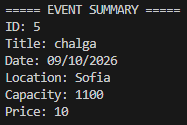 ===== EVENT SUMMARY =====
ID: 5
Title: chalga
Date: 09/10/2026
Location: Sofia
Capacity: 1100
Price: 10